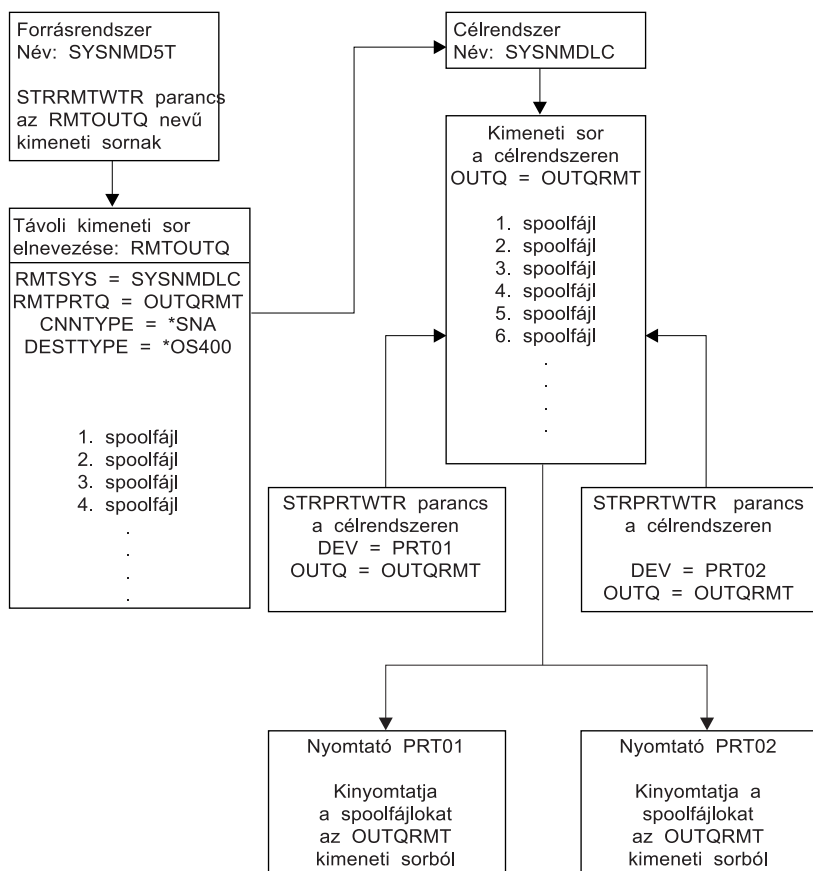 Forrásrendszer
Név: SYSNMD5T
STRRMTWTR parancs
az RMTOUTQ nevű
kimeneti sornak
Célrendszer
Név: SYSNMDLC
Távoli kimeneti sor
elnevezése: RMTOUTQ
RMTSYS = SYSNMDLC
RMTPRTQ = OUTQRMT
CNNTYPE = *SNA
DESTTYPE = *OS400
1. spoolfájl
2. spoolfájl
3. spoolfájl
4. spoolfájl
.
.
.
.
Kimeneti sor
a célrendszeren
OUTQ = OUTQRMT
1. spoolfájl
2. spoolfájl
3. spoolfájl
4. spoolfájl
5. spoolfájl
6. spoolfájl
.
.
.
.
STRPRTWTR parancs
a célrendszeren
DEV = PRT01
OUTQ = OUTQRMT
STRPRTWTR parancs
a célrendszeren
DEV = PRT02
OUTQ = OUTQRMT
Nyomtató PRT01
Kinyomtatja
a spoolfájlokat
az OUTQRMT
kimeneti sorból
Nyomtató PRT02
Kinyomtatja a
spoolfájlokat
az OUTQRMT
kimeneti sorból